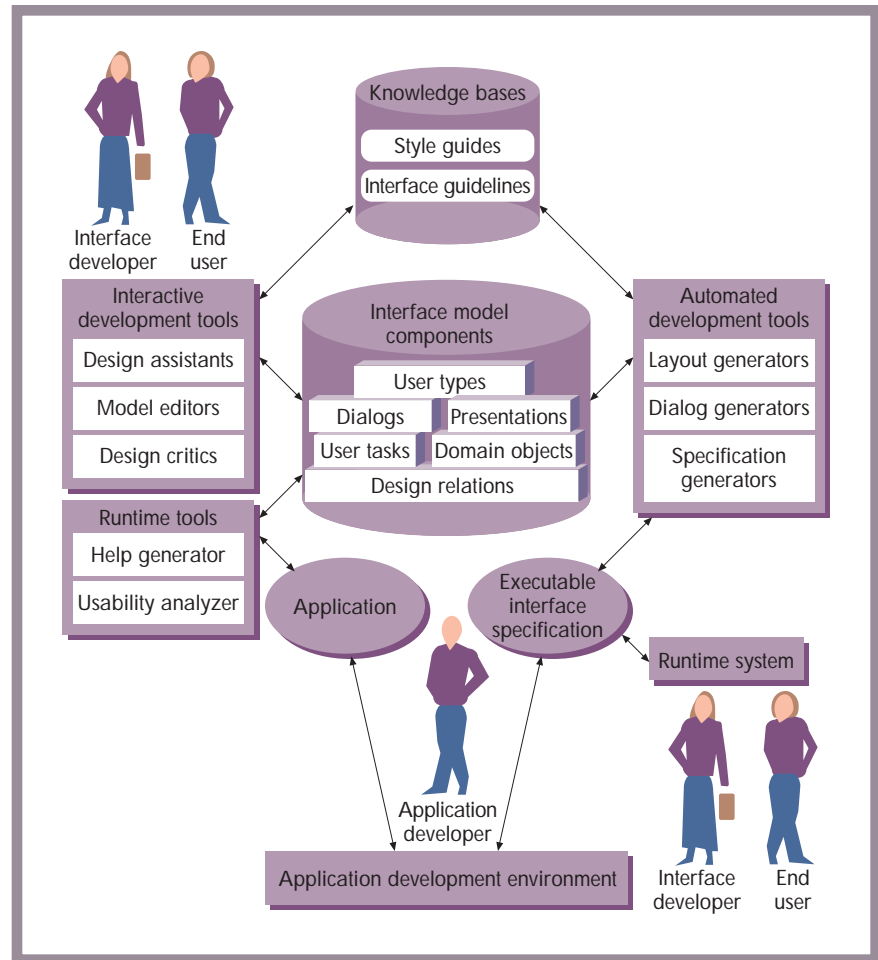 Knowledge bases
Style guides
Interface guidelines
Interface
developer
End
user
Interactive
development tools
Design assistants
Model editors
Design critics
Interface model
components
User types
Dialogs
Presentations
User tasks
Domain objects
Design relations
Automated
development tools
Layout generators
Dialog generators
Specification
generators
Runtime tools
Help generator
Usability analyzer
Application
Executable
interface
specification
Runtime system
Application
developer
Application development environment
Interface
developer
End
user